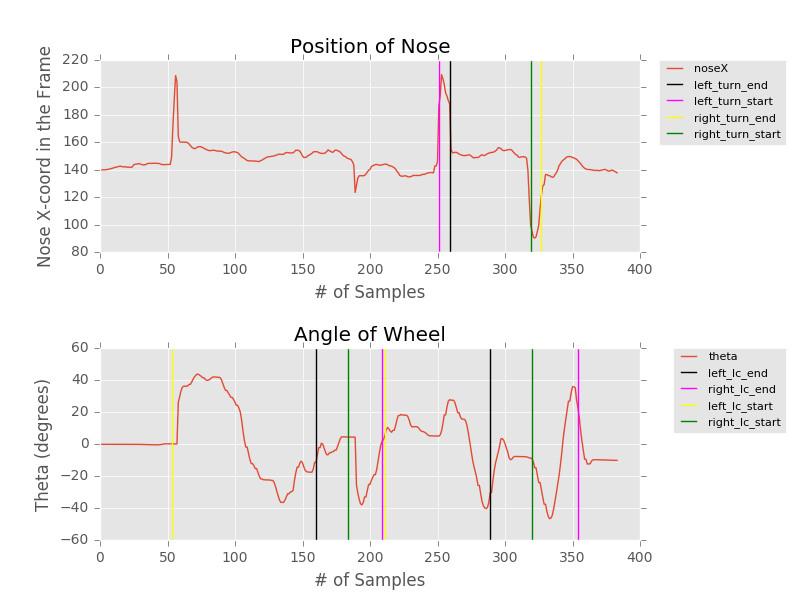 Position of Nose
Nose X-coord in the Frame
220
200
180
160
140
120
100
80
0 50 100 150 200 250 300 350 400
# of Samples
noseX
left_turn_end
left_turn_start
right_turn_end
right_turn_start
Angle of Wheel
Theta (degrees)
60
40
20
0
−20
−40
−60
0 50 100 150 200 250 300 350 400
# of Samples
theta
left_lc_end
right_lc_end
left_lc_start
right_lc_start